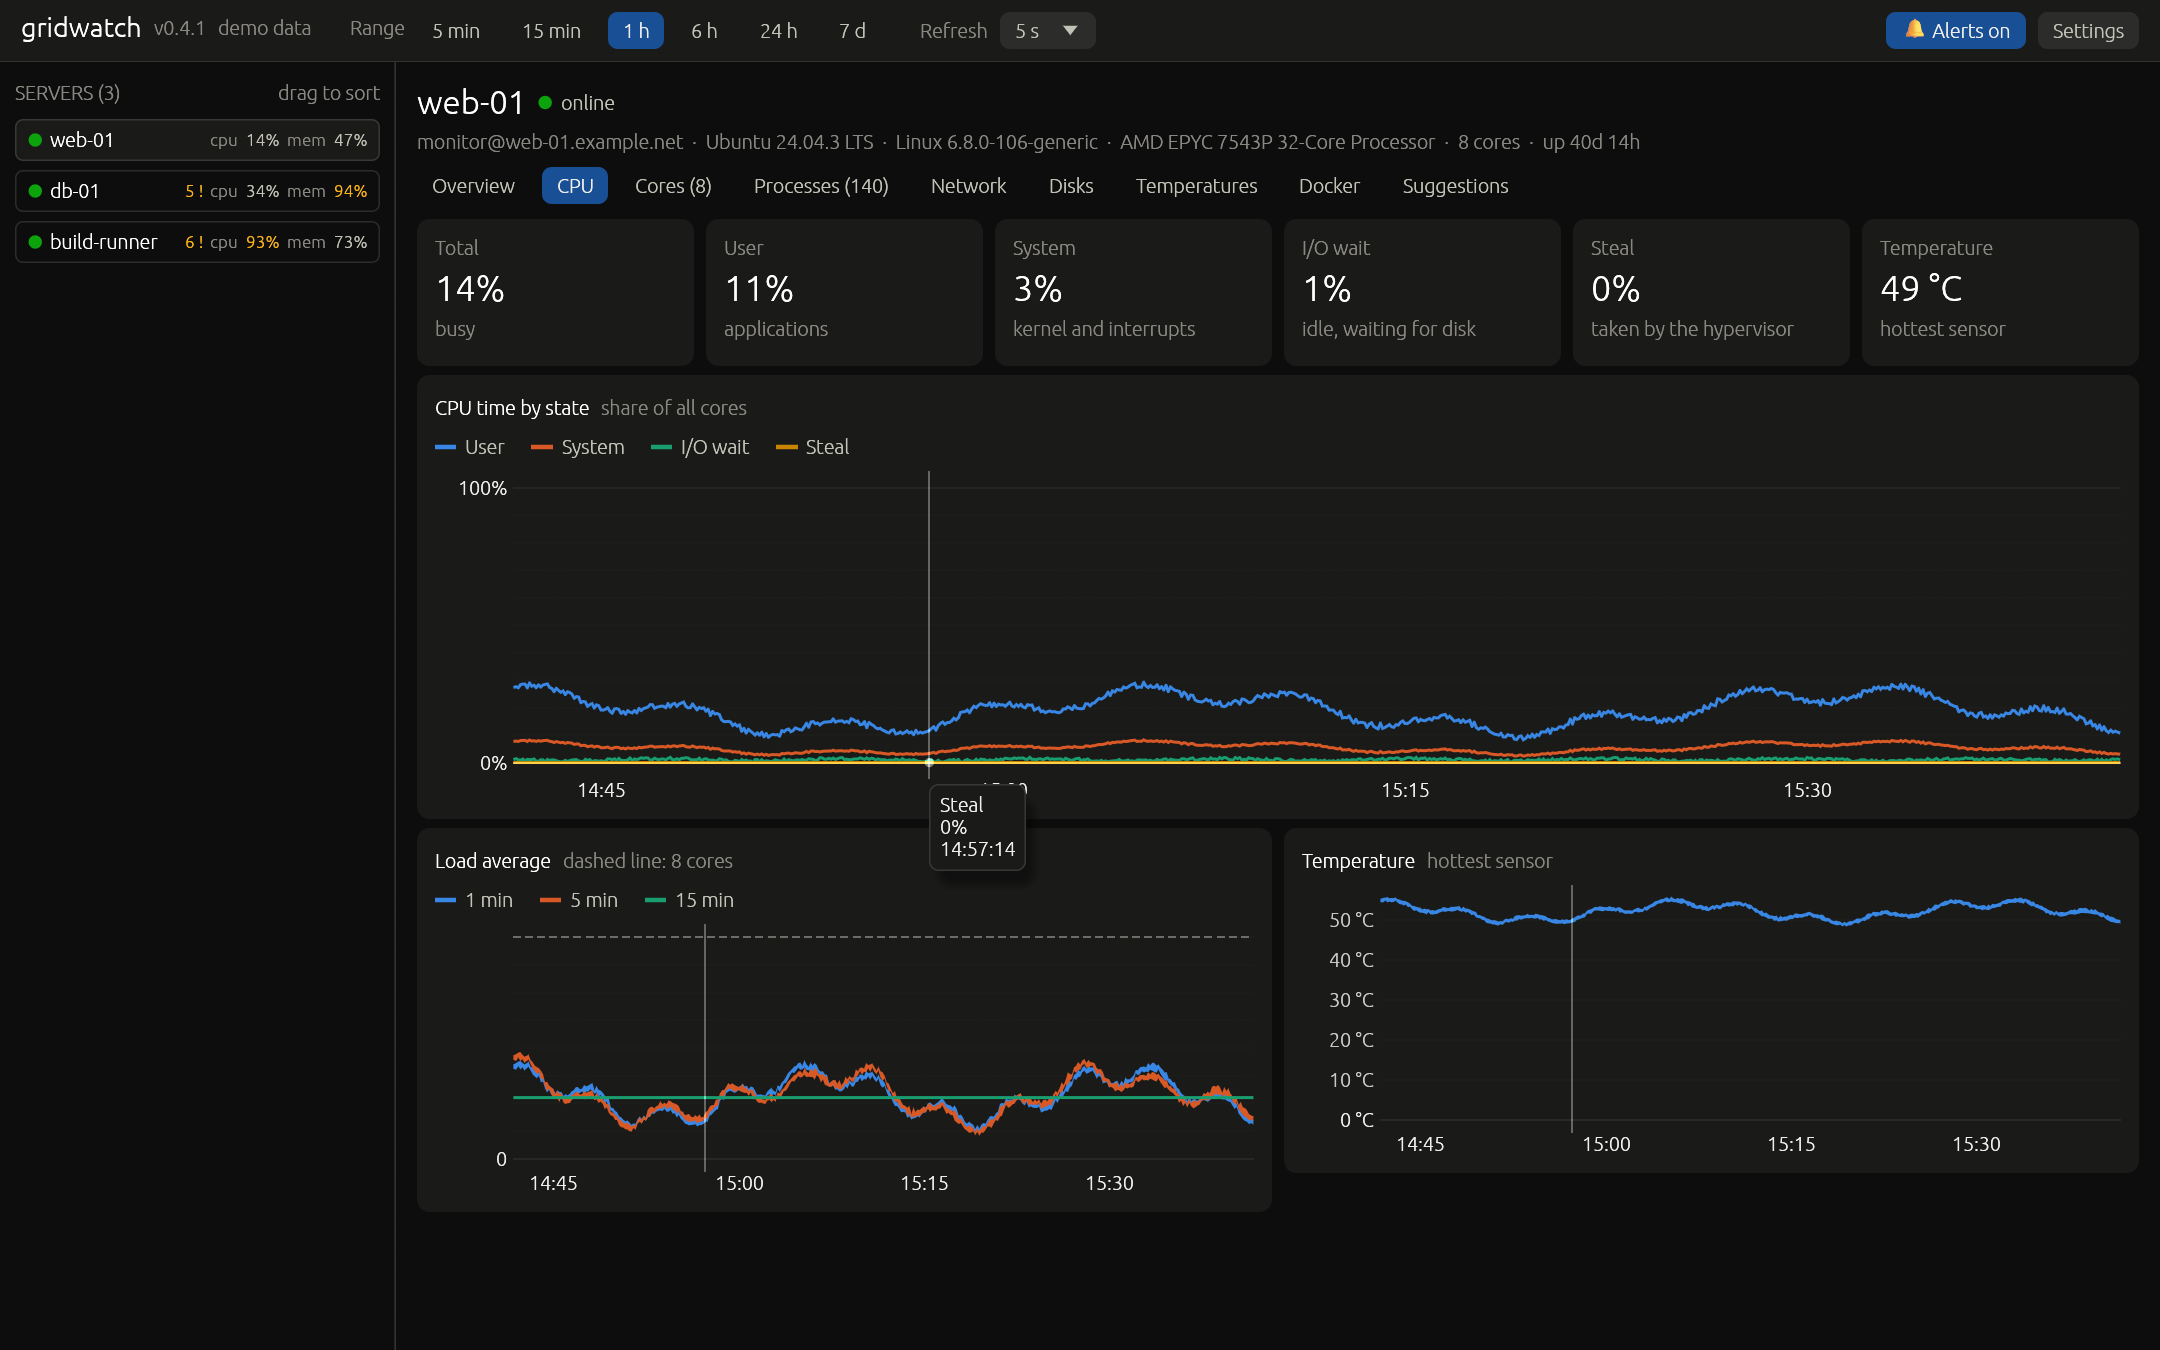 gridwatch v0.4.1 demo data Range 5 min 15 min 1 h 6 h 24 h 7 d Refresh 5 s Alerts on Settings
SERVERS (3) drag to sort
web-01 cpu 14% mem 47%
db-01 5 ! cpu 34% mem 94%
build-runner 6 ! cpu 93% mem 73%
web-01 online
monitor@web-01.example.net · Ubuntu 24.04.3 LTS · Linux 6.8.0-106-generic · AMD EPYC 7543P 32-Core Processor · 8 cores · up 40d 14h
Overview CPU Cores (8) Processes (140) Network Disks Temperatures Docker Suggestions
Total
14%
busy
User
11%
applications
System
3%
kernel and interrupts
I/O wait
1%
idle, waiting for disk
Steal
0%
taken by the hypervisor
Temperature
49 °C
hottest sensor
CPU time by state share of all cores
User System I/O wait Steal
100%
0%
14:45 15:15 15:30
Steal
0%
14:57:14
Load average dashed line: 8 cores
1 min 5 min 15 min
0
14:45 15:00 15:15 15:30
Temperature hottest sensor
50 °C
40 °C
30 °C
20 °C
10 °C
0 °C
14:45 15:00 15:15 15:30